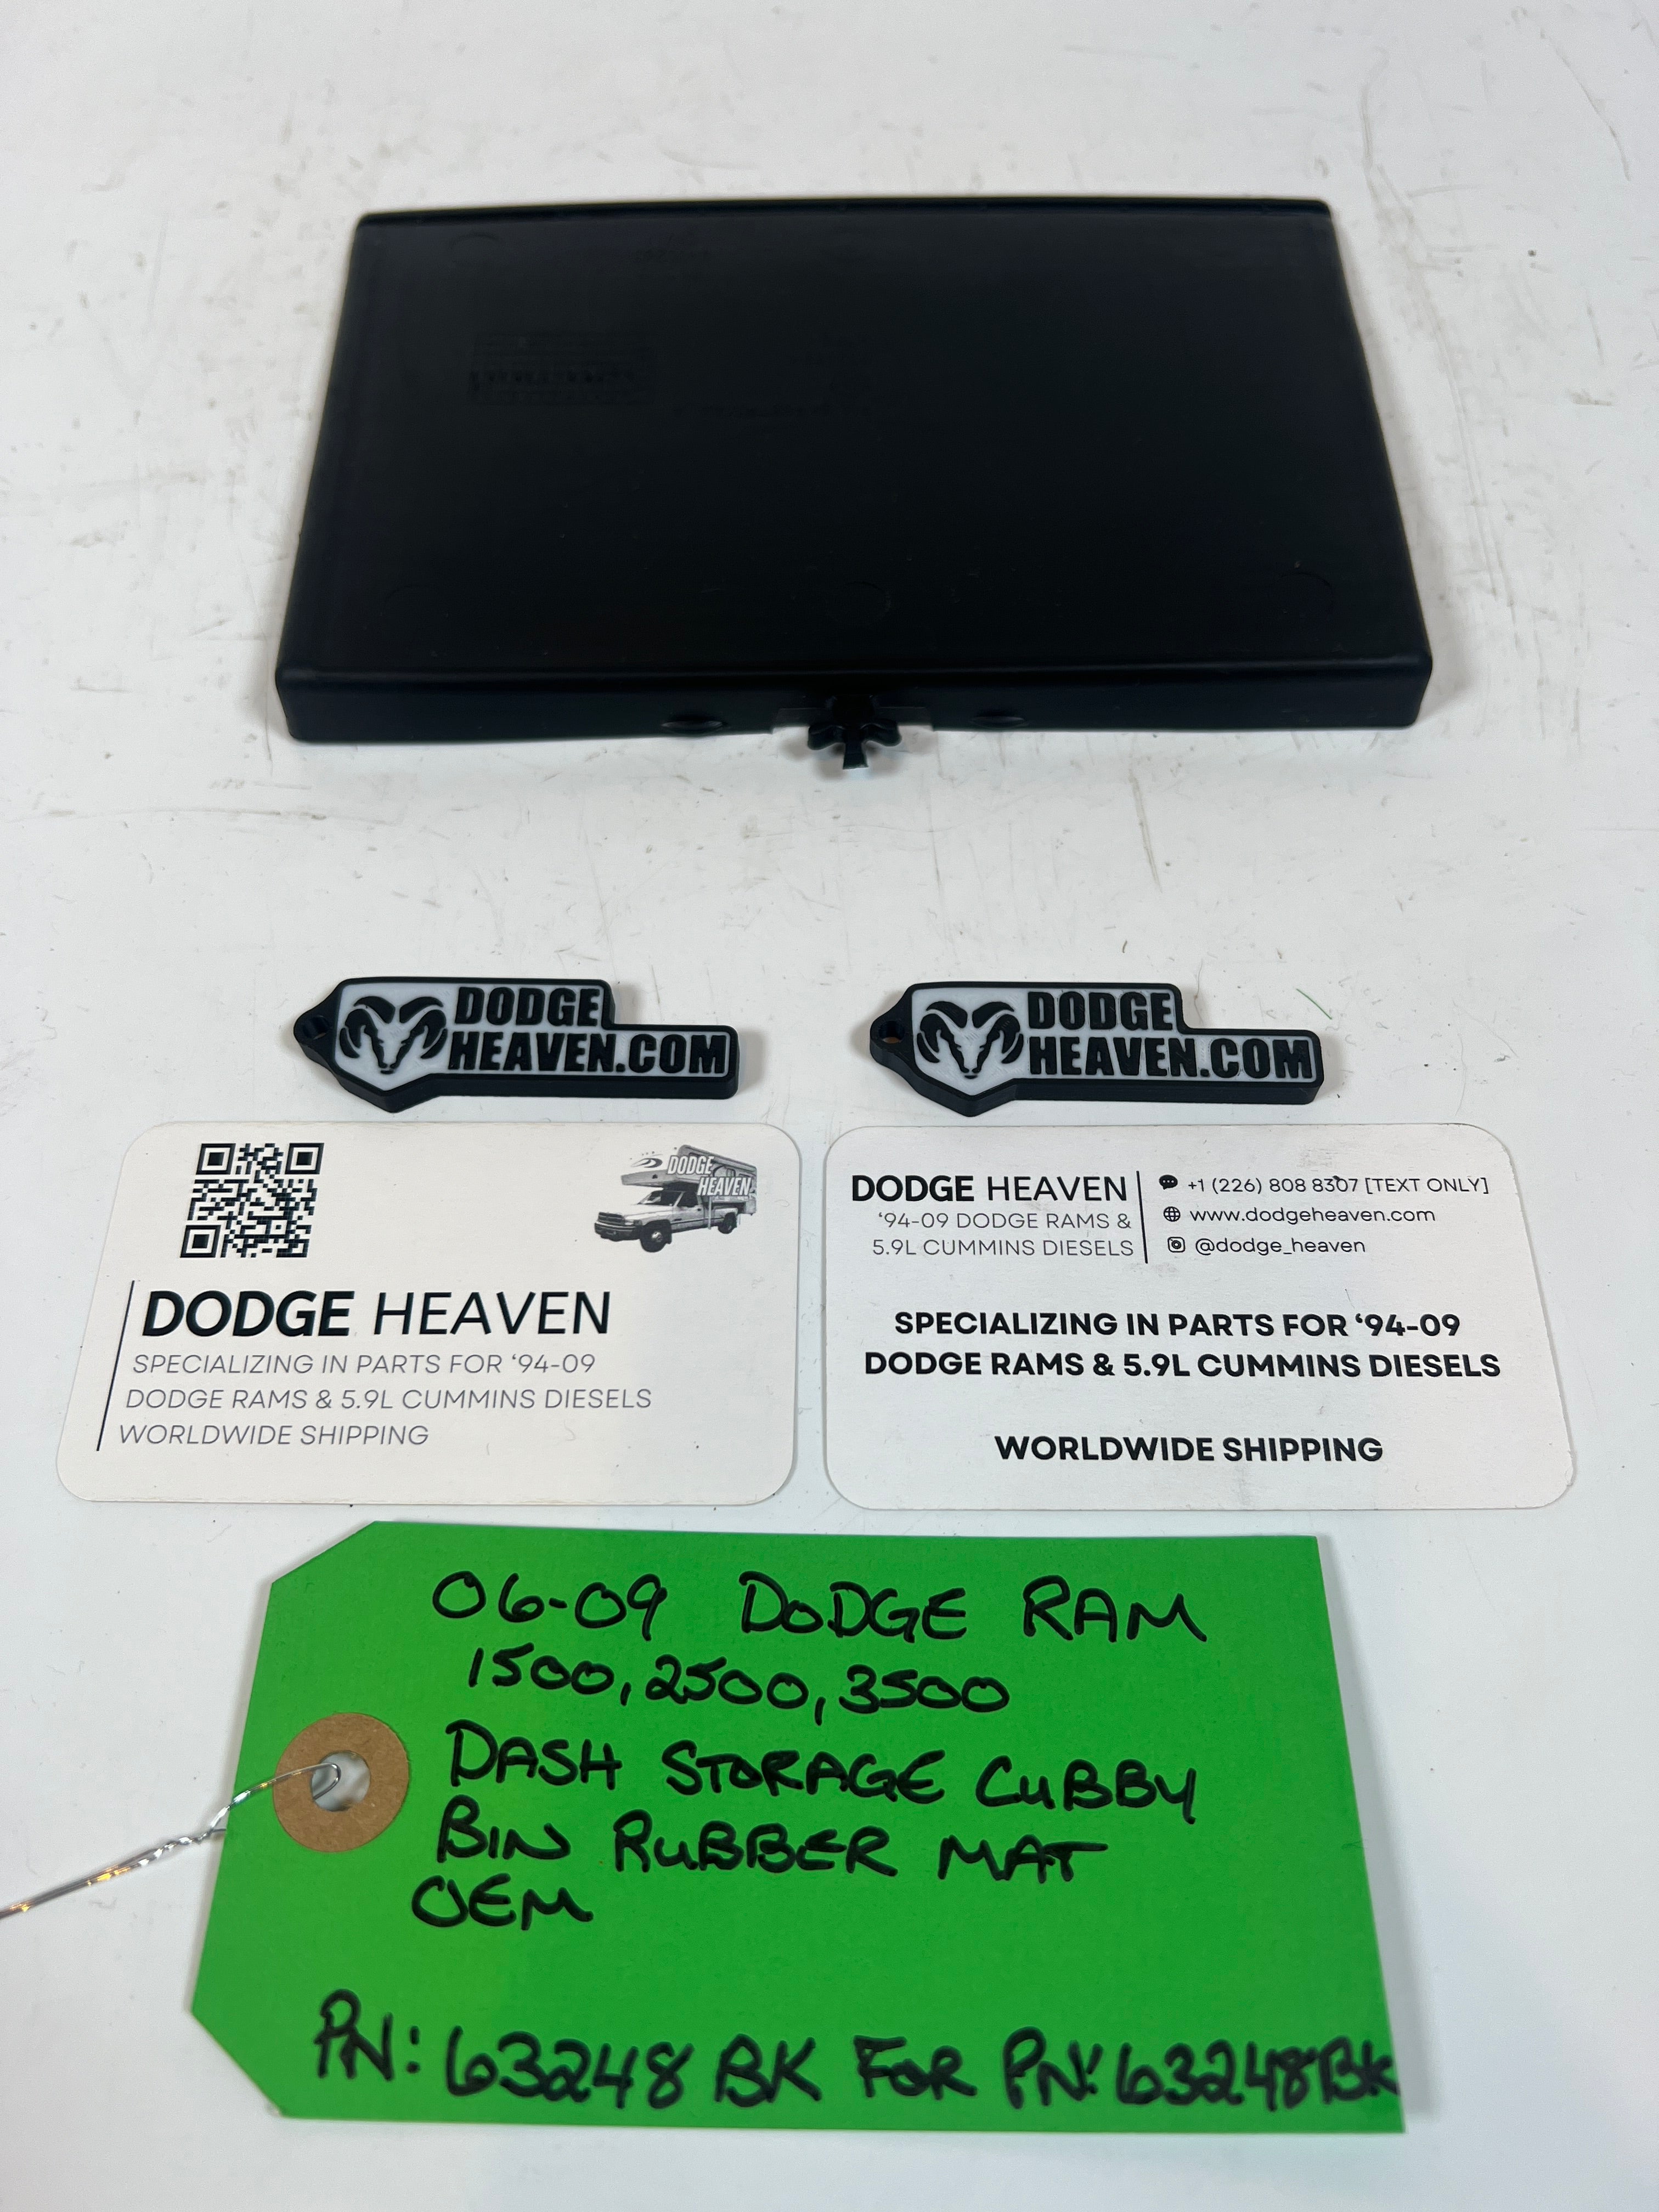 DODGE
HEAVEN.COM
DODGE
HEAVEN.COM
DODGE
HEAVEN
DODGE HEAVEN
SPECIALIZING IN PARTS FOR ‘94-09
DODGE RAMS & 5.9L CUMMINS DIESELS
WORLDWIDE SHIPPING
DODGE HEAVEN
‘94-09 DODGE RAMS &
5.9L CUMMINS DIESELS
+1 (226) 808 8307 [TEXT ONLY]
www.dodgeheaven.com
@dodge_heaven
SPECIALIZING IN PARTS FOR ‘94-09
DODGE RAMS & 5.9L CUMMINS DIESELS
WORLDWIDE SHIPPING
06-09 DODGE RAM
1500, 2500, 3500
DASH STORAGE CUBBY
BIN RUBBER MAT
OEM
PN: 63248 BK FOR PN: 63248BK